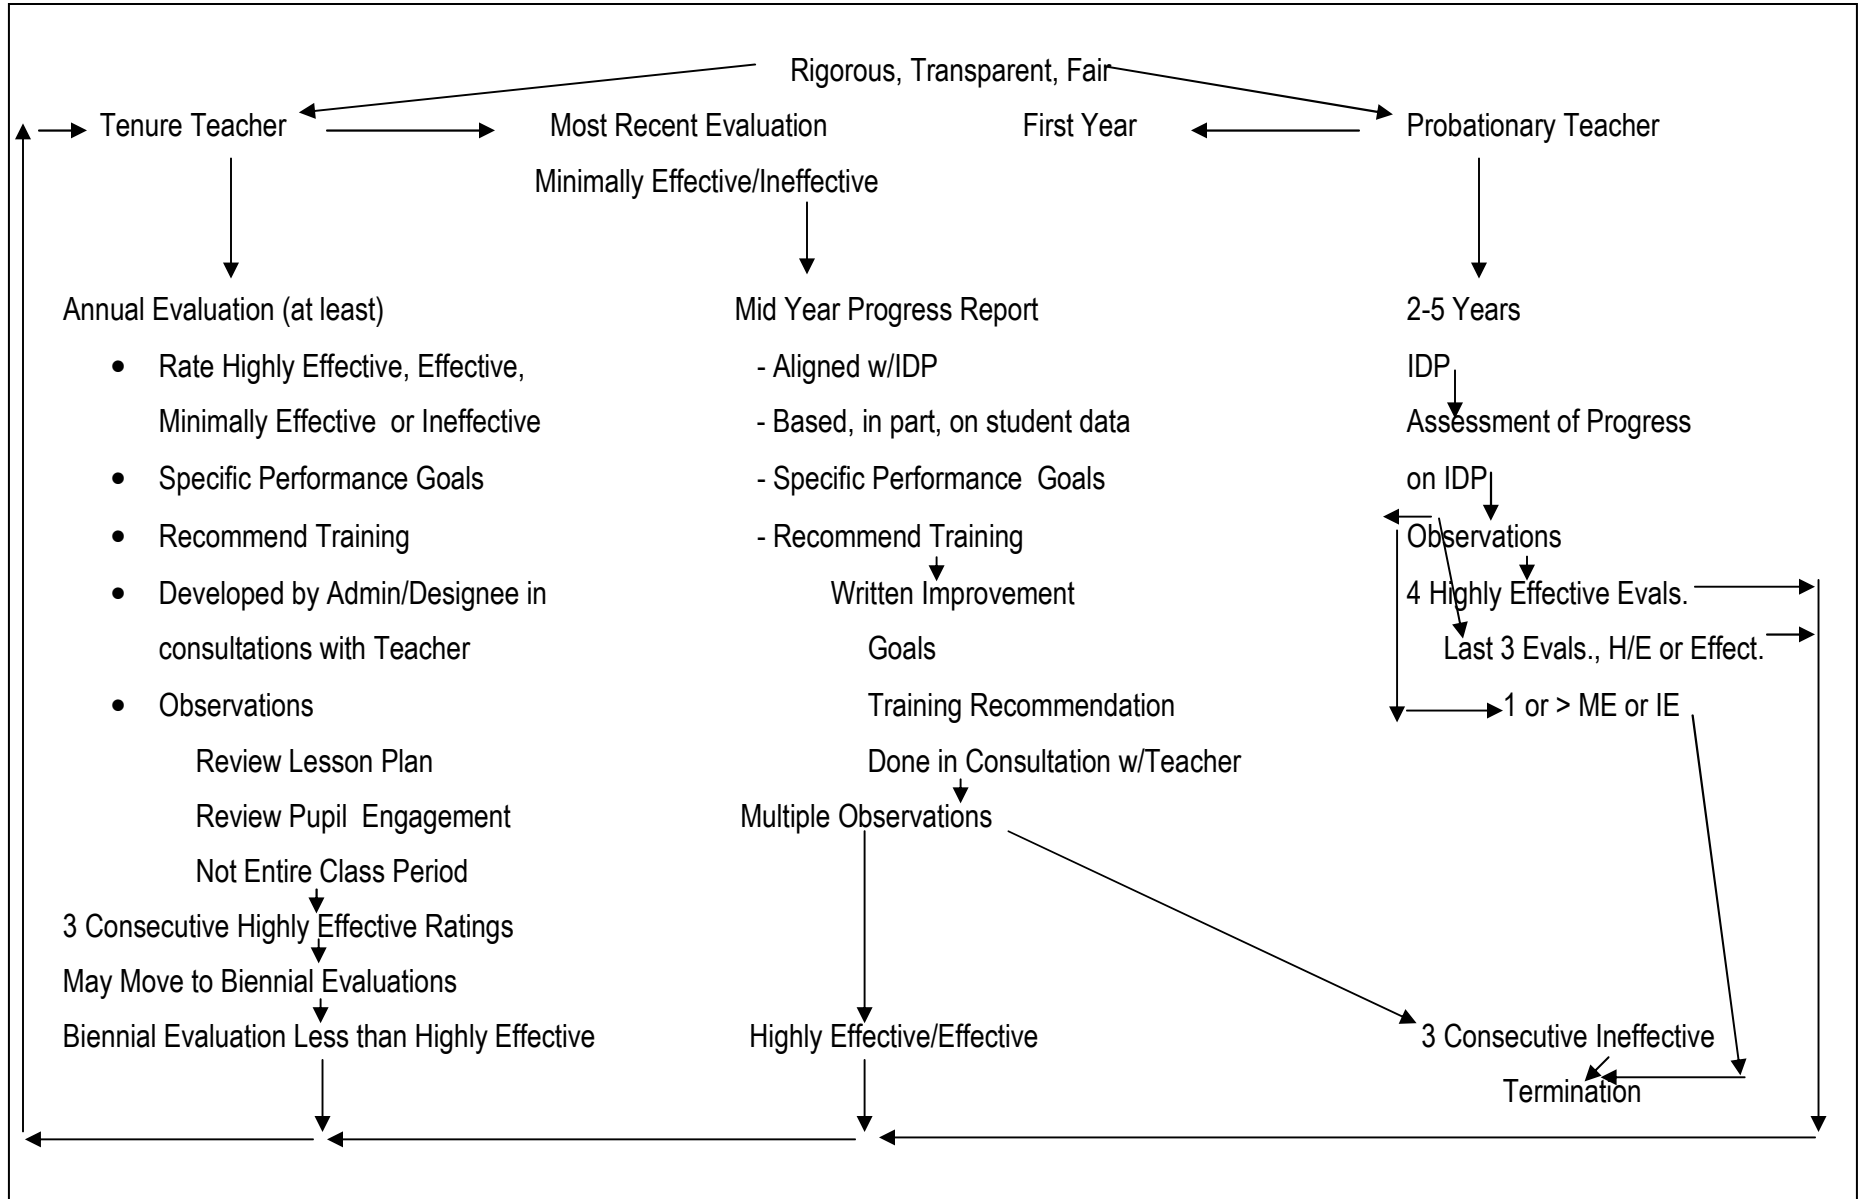 Rigorous, Transparent, Fair
Tenure Teacher
Most Recent Evaluation
Minimally Effective/Ineffective
First Year
Probationary Teacher
Annual Evaluation (at least)
• Rate Highly Effective, Effective,
Minimally Effective or Ineffective
• Specific Performance Goals
• Recommend Training
• Developed by Admin/Designee in
consultations with Teacher
• Observations
Review Lesson Plan
Review Pupil Engagement
Not Entire Class Period
3 Consecutive Highly Effective Ratings
May Move to Biennial Evaluations
Biennial Evaluation Less than Highly Effective
Mid Year Progress Report
- Aligned w/IDP
- Based, in part, on student data
- Specific Performance Goals
- Recommend Training
Written Improvement
Goals
Training Recommendation
Done in Consultation w/Teacher
Multiple Observations
Highly Effective/Effective
2-5 Years
IDP
Assessment of Progress
on IDP
Observations
4 Highly Effective Evals.
Last 3 Evals., H/E or Effect.
1 or > ME or IE
3 Consecutive Ineffective
Termination